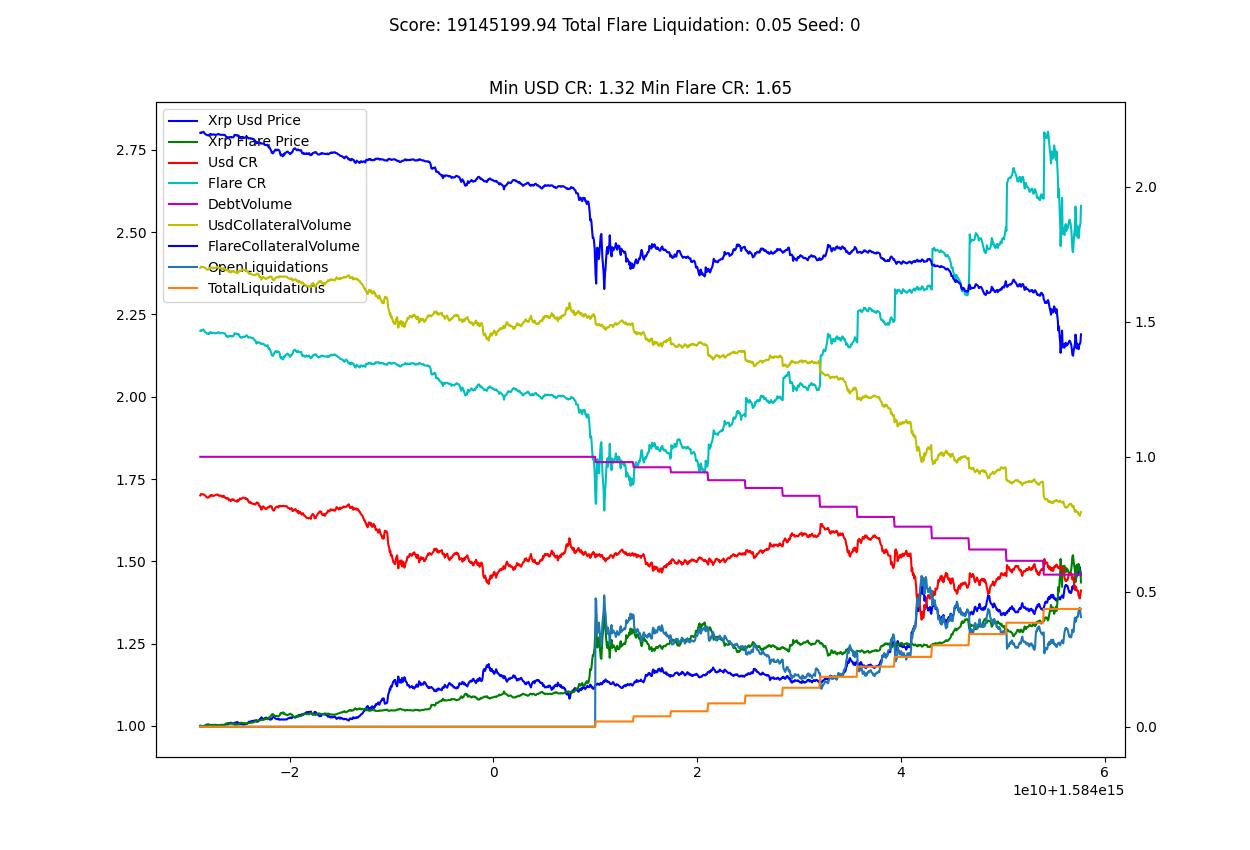 Score: 19145199.94 Total Flare Liquidation: 0.05 Seed: 0
Min USD CR: 1.32 Min Flare CR: 1.65
Xrp Usd Price
Xrp Flare Price
Usd CR
Flare CR
DebtVolume
UsdCollateralVolume
FlareCollateralVolume
OpenLiquidations
TotalLiquidations
2.75
2.50
2.25
2.00
1.75
1.50
1.25
1.00
2.0
1.5
1.0
0.5
0.0
−2
0
2
4
6
1e10+1.584e15